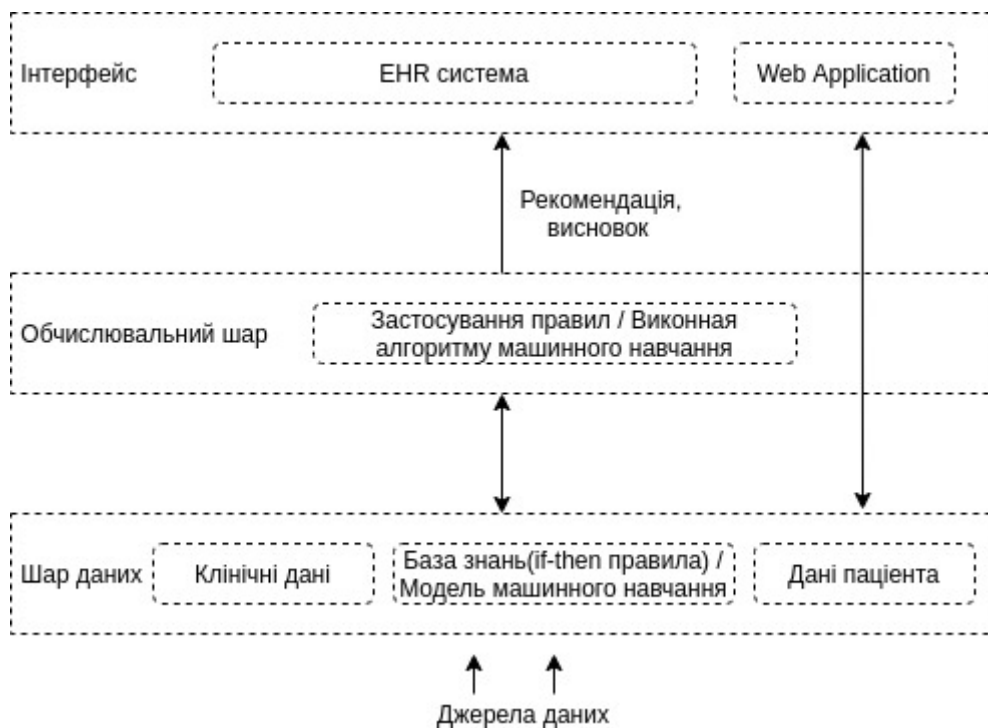 Інтерфейс
EHR система
Web Application
Рекомендація,
висновок
Обчислювальний шар
Застосування правил / Виконная
алгоритму машинного навчання
Шар даних
Клінічні дані
База знань(if-then правила) /
Модель машинного навчання
Дані паціента
Джерела даних